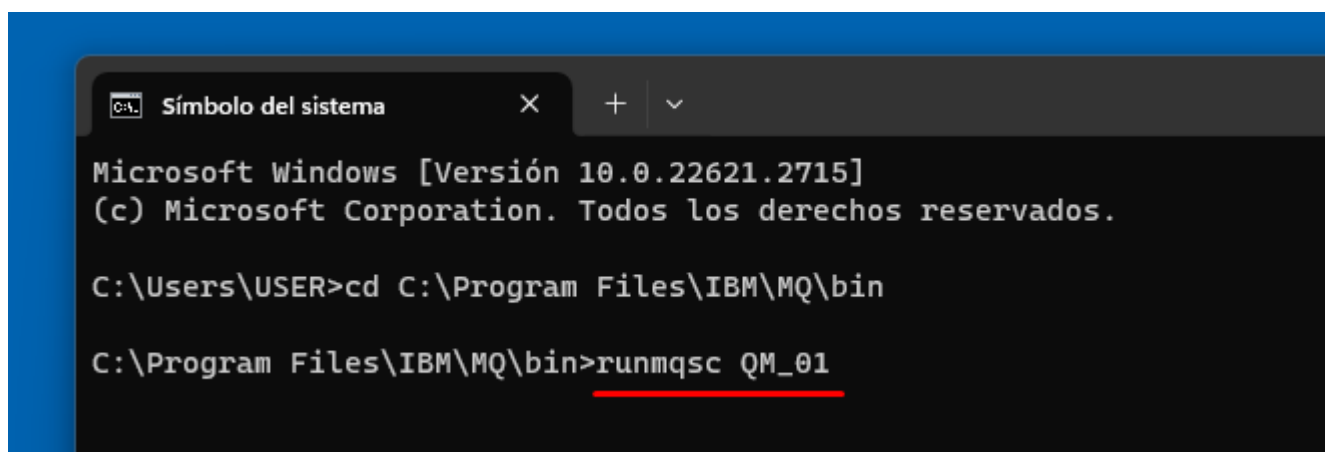 Símbolo del sistema
Microsoft Windows [Versión 10.0.22621.2715]
(c) Microsoft Corporation. Todos los derechos reservados.
C:\Users\USER>cd C:\Program Files\IBM\MQ\bin
C:\Program Files\IBM\MQ\bin>runmqsc QM_01